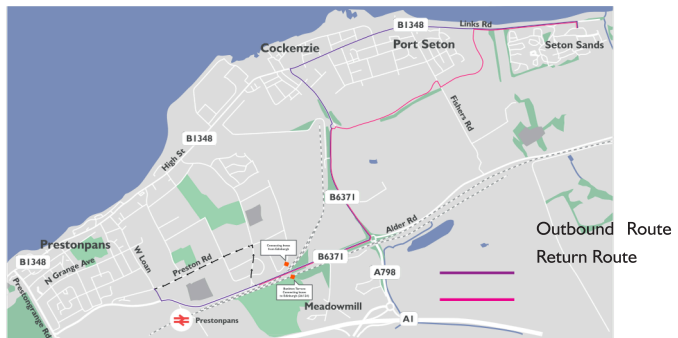 B1348
Links Rd
Cockenzie
Port Seton
Seton Sands
Fishers Rd
B1348
High St
B6371
Alder Rd
Outbound Route
Prestonpans
W Loan
Preston Rd
B6371
Return Route
B1348
N Grange Ave
A798
Prestongrange Rd
Meadowmill
Prestonpans
A1